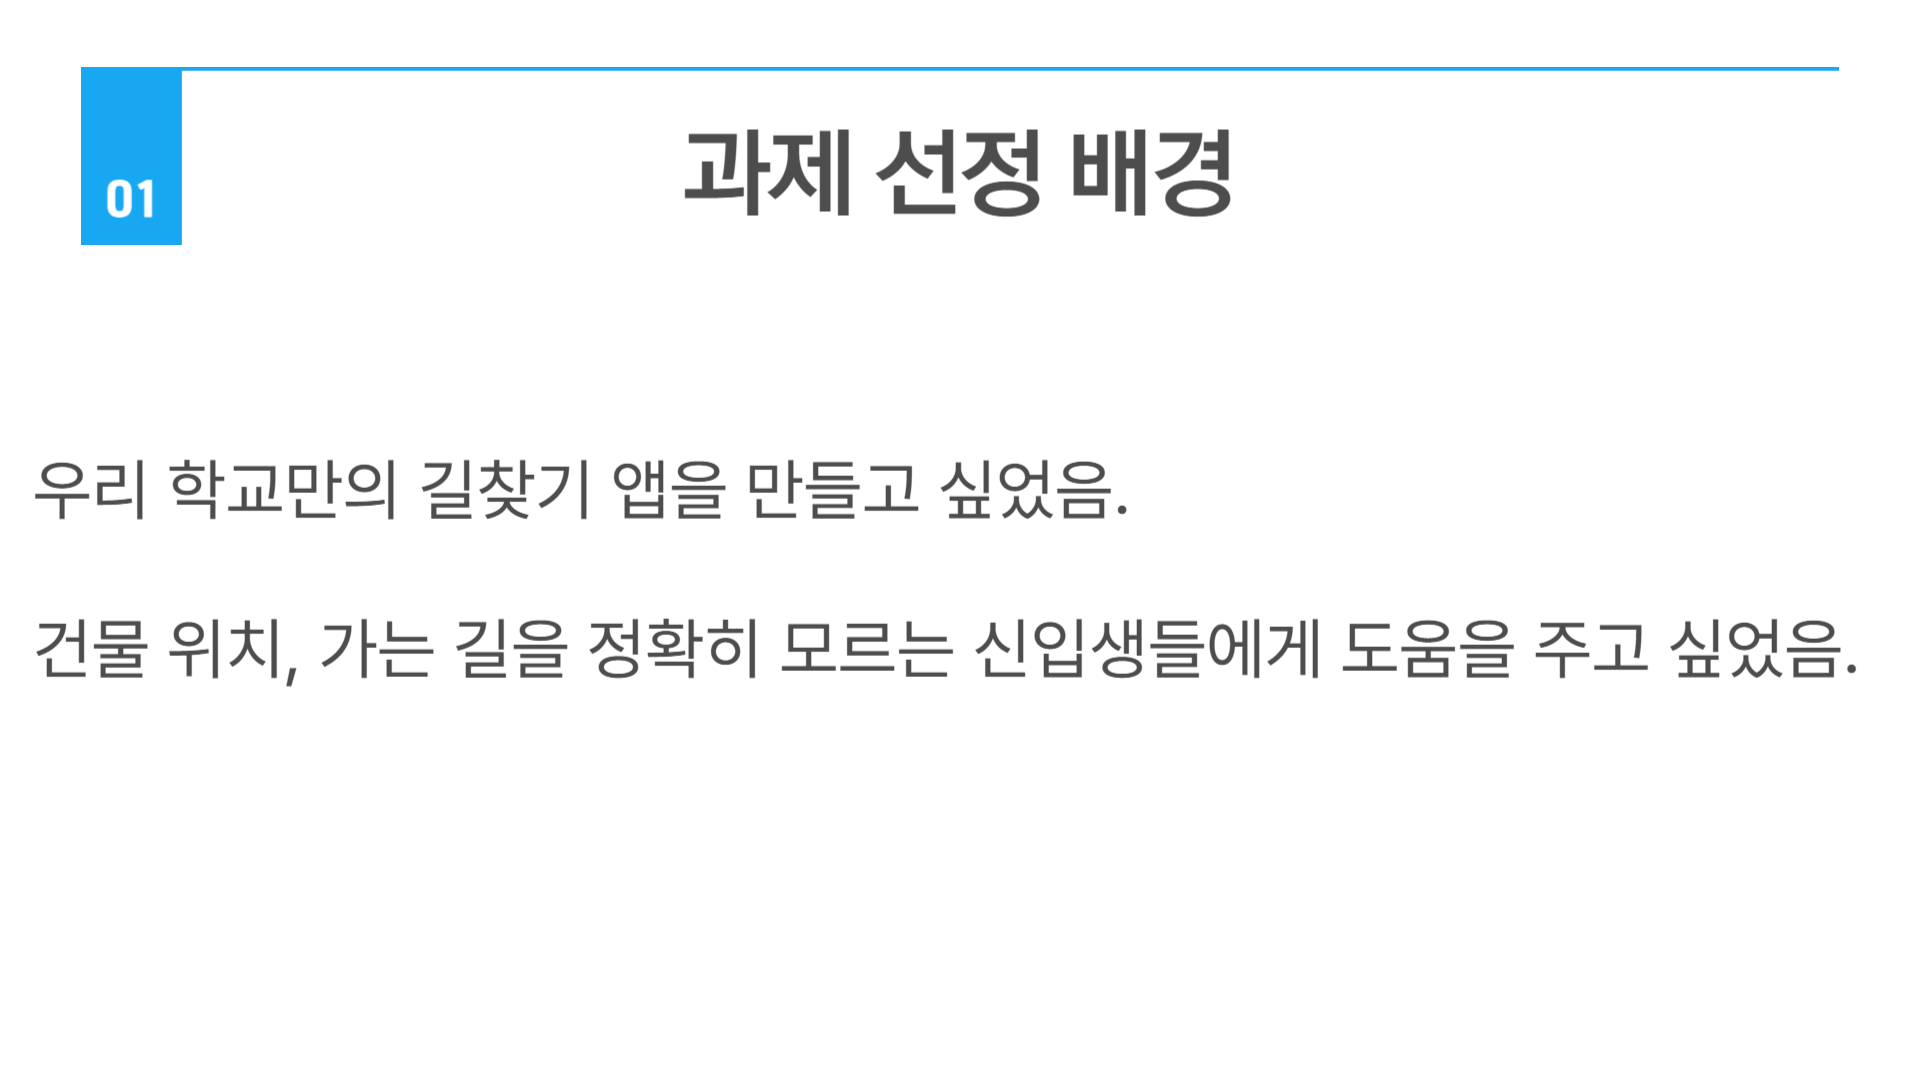 01
과제 선정 배경
우리 학교만의 길찾기 앱을 만들고 싶었음.
건물 위치, 가는 길을 정확히 모르는 신입생들에게 도움을 주고 싶었음.